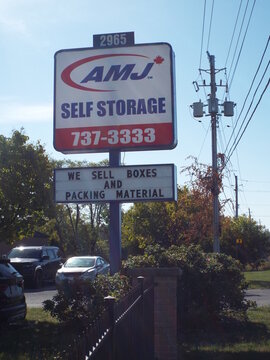 2965
AMJ
SELF STORAGE
737-3333
WE SELL BOXES
AND
PACKING MATERIAL